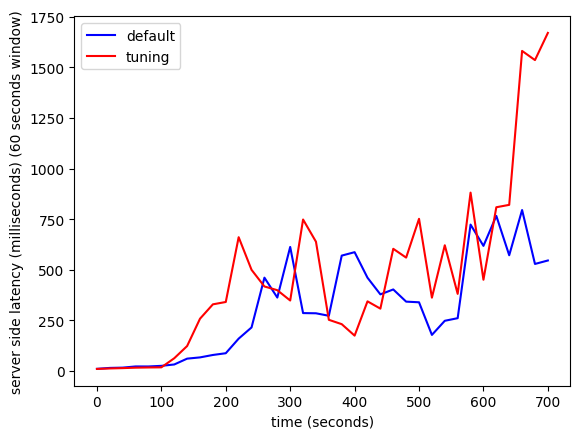 default
tuning
server side latency (milliseconds) (60 seconds window)
1750
1500
1250
1000
750
500
250
0
0 100 200 300 400 500 600 700
time (seconds)